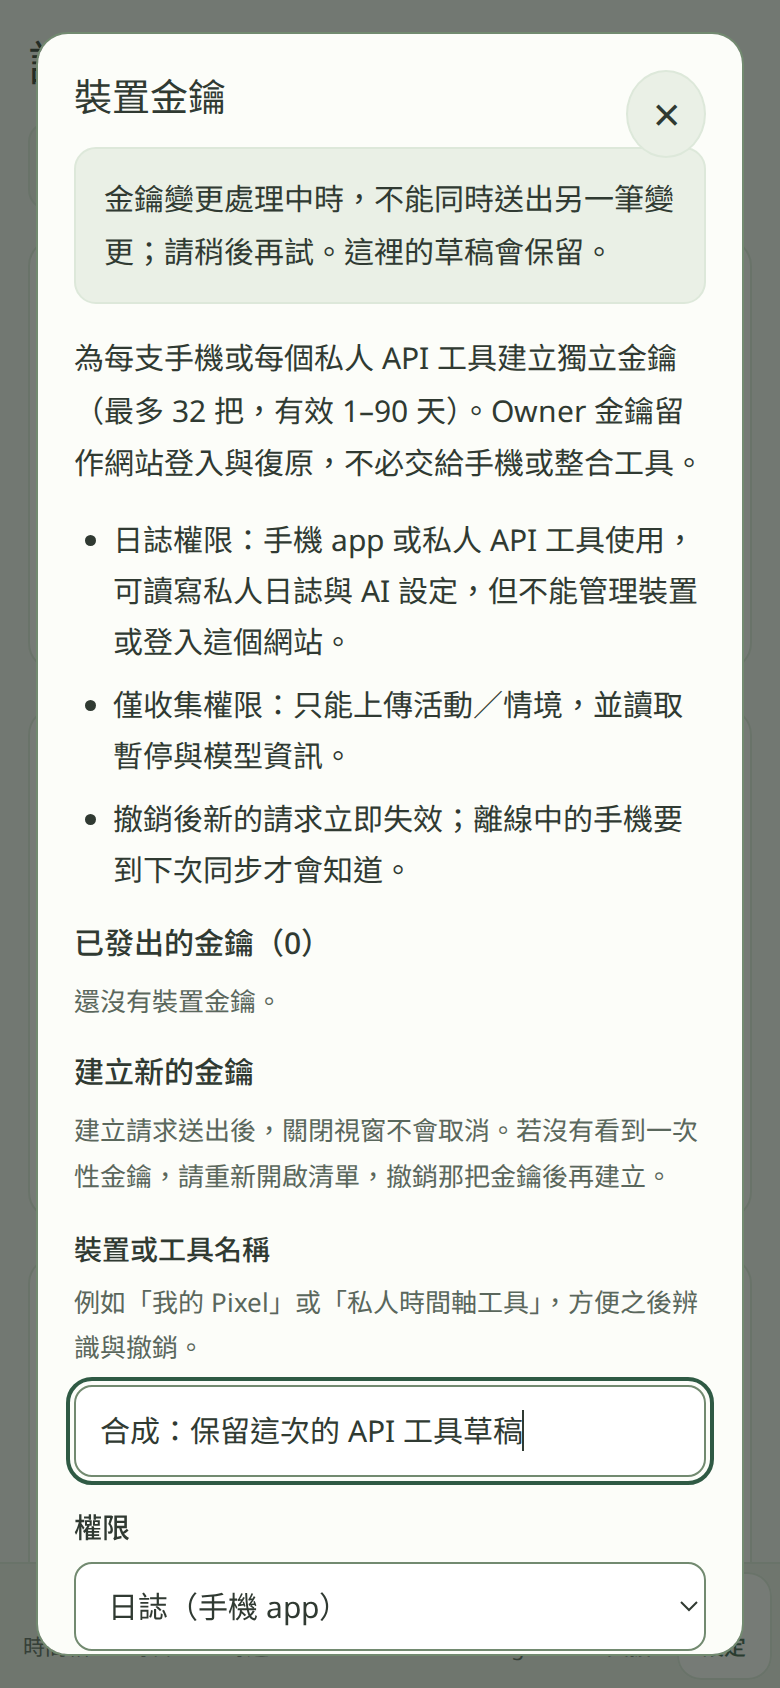 裝置金鑰
✕
金鑰變更處理中時，不能同時送出另一筆變
更；請稍後再試。這裡的草稿會保留。
為每支手機或每個私人 API 工具建立獨立金鑰
（最多 32 把，有效 1–90 天）。Owner 金鑰留
作網站登入與復原，不必交給手機或整合工具。
• 日誌權限：手機 app 或私人 API 工具使用，
可讀寫私人日誌與 AI 設定，但不能管理裝置
或登入這個網站。
• 僅收集權限：只能上傳活動／情境，並讀取
暫停與模型資訊。
• 撤銷後新的請求立即失效；離線中的手機要
到下次同步才會知道。
已發出的金鑰（0）
還沒有裝置金鑰。
建立新的金鑰
建立請求送出後，關閉視窗不會取消。若沒有看到一次
性金鑰，請重新開啟清單，撤銷那把金鑰後再建立。
裝置或工具名稱
例如「我的 Pixel」或「私人時間軸工具」，方便之後辨
識與撤銷。
合成：保留這次的 API 工具草稿
權限
日誌（手機 app）